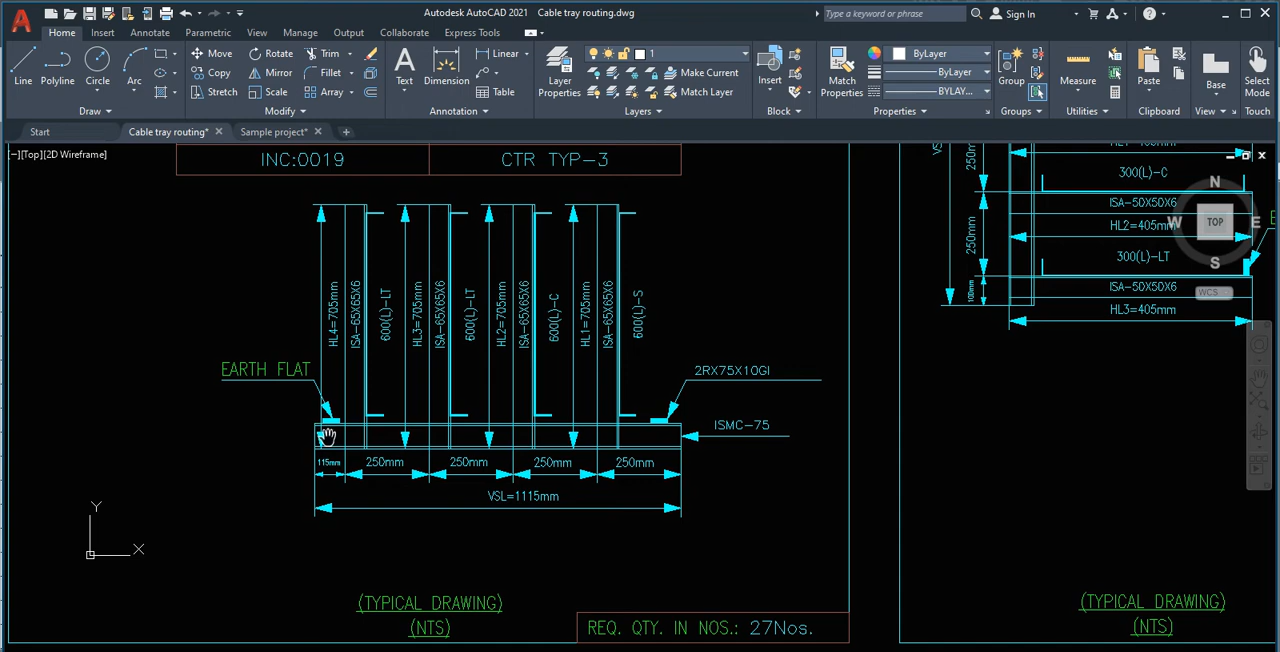 Autodesk AutoCAD 2021 Cable tray routing.dwg
Type a keyword or phrase
Sign In
Home Insert Annotate Parametric View Manage Output Collaborate Express Tools
Line
Polyline
Circle
Arc
Move
Rotate
Trim
Copy
Mirror
Fillet
Stretch
Scale
Array
Text
Dimension
Linear
Table
Layer
Properties
1
Make Current
Match Layer
Insert
Match
Properties
ByLayer
ByLayer
BYLAY...
Group
Measure
Paste
Base
Select
Mode
Draw
Modify
Annotation
Layers
Block
Properties
Groups
Utilities
Clipboard
View
Touch
Start
Cable tray routing*
Sample project*
[−][Top][2D Wireframe]
INC:0019
CTR TYP-3
HL4=705mm
ISA-65X65X6
600(L)-LT
HL3=705mm
ISA-65X65X6
600(L)-LT
HL2=705mm
ISA-65X65X6
600(L)-C
HL1=705mm
ISA-65X65X6
600(L)-S
EARTH FLAT
2RX75X10GI
ISMC-75
115mm
250mm
250mm
250mm
250mm
VSL=1115mm
Y
X
(TYPICAL DRAWING)
(NTS)
REQ. QTY. IN NOS.: 27Nos.
300(L)-C
ISA-50X50X6
HL2=405mm
300(L)-LT
ISA-50X50X6
HL3=405mm
250mm
100mm
N
W
TOP
E
S
WCS
(TYPICAL DRAWING)
(NTS)